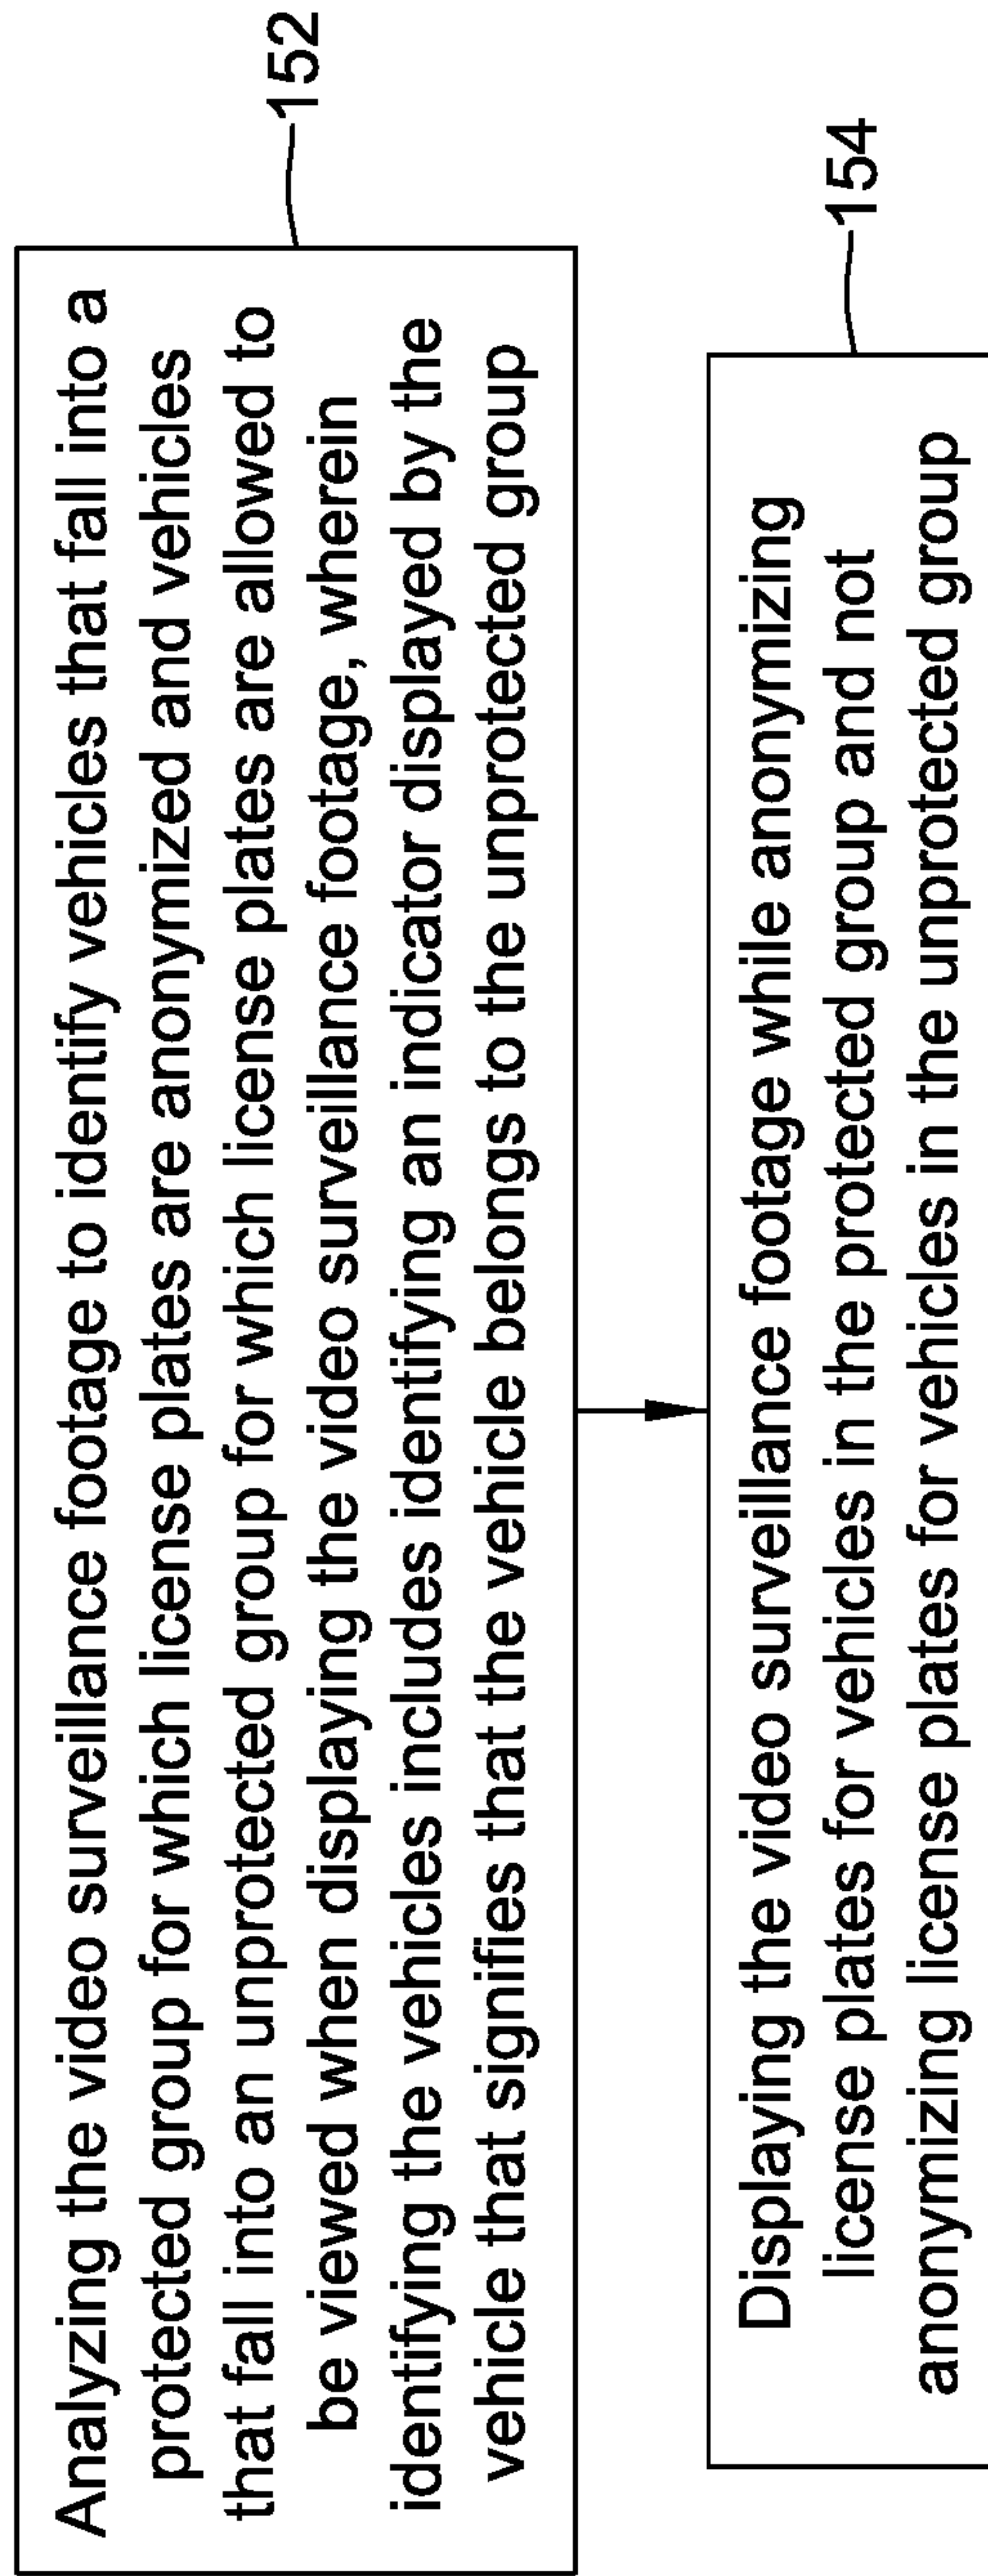 Analyzing the video surveillance footage to identify vehicles that fall into a
protected group for which license plates are anonymized and vehicles
that fall into an unprotected group for which license plates are allowed to
be viewed when displaying the video surveillance footage, wherein
identifying the vehicles includes identifying an indicator displayed by the
vehicle that signifies that the vehicle belongs to the unprotected group
152
Displaying the video surveillance footage while anonymizing
license plates for vehicles in the protected group and not
anonymizing license plates for vehicles in the unprotected group
154